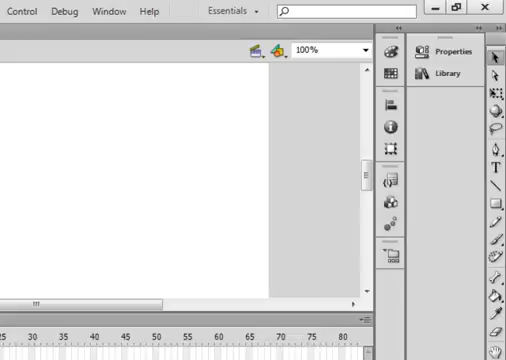 Control Debug Window Help Essentials
100%
Properties
Library
T
25 30 35 40 45 50 55 60 65 70 75 80